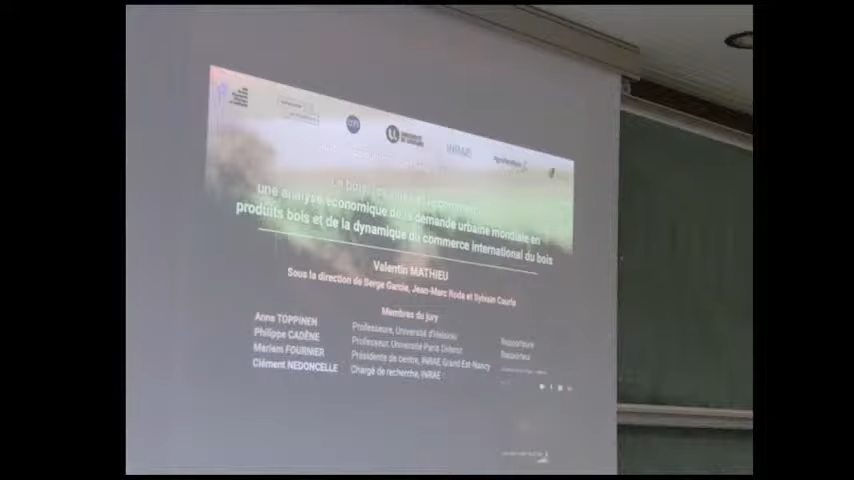 UNIVERSITÉ
INRAE
AgroParisTech
une analyse économique de la demande urbaine mondiale en
produits bois et de la dynamique du commerce international du bois
Valentin MATHIEU
Sous la direction de Serge Garcia, Jean-Marc Roda et Sylvain Caurla
Membres du jury
Anne TOPPINEN Professeure, Université d'Helsinki Rapporteure
Philippe CADÈNE Professeur, Université Paris Diderot Rapporteur
Meriem FOURNIER Présidente de centre, INRAE Grand Est-Nancy
Clément NEDONCELLE Chargé de recherche, INRAE